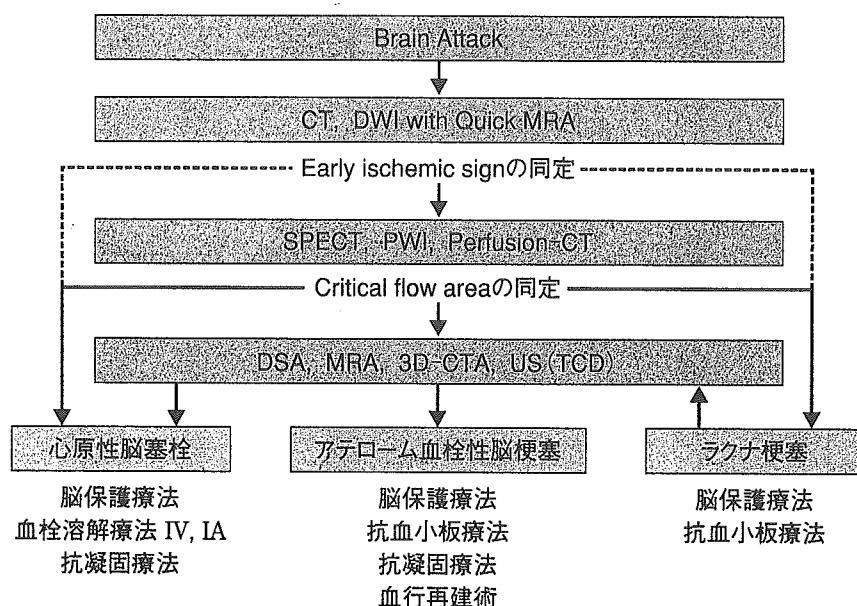 Brain Attack
CT, DWI with Quick MRA
Early ischemic signの同定
SPECT, PWI, Perfusion-CT
Critical flow areaの同定
DSA, MRA, 3D-CTA, US(TCD)
心原性脳塞栓
脳保護療法
血栓溶解療法 IV, IA
抗凝固療法
アテローム血栓性脳梗塞
脳保護療法
抗血小板療法
抗凝固療法
血行再建術
ラクナ梗塞
脳保護療法
抗血小板療法